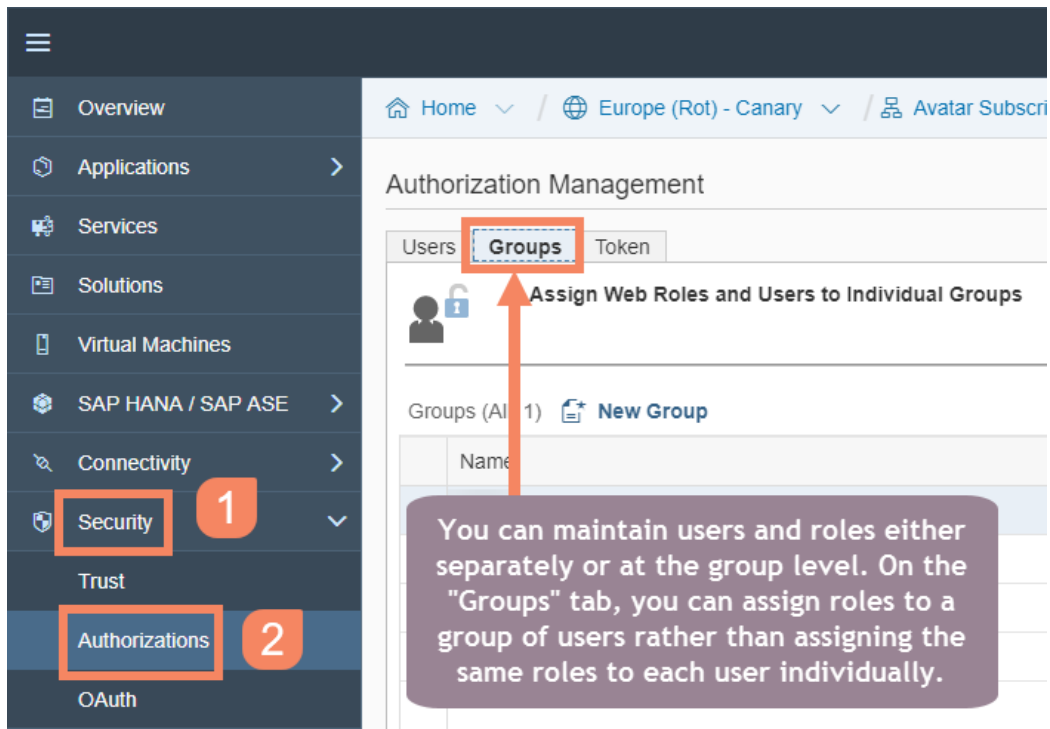 Overview
Applications
Services
Solutions
Virtual Machines
SAP HANA / SAP ASE
Connectivity
Security
1
Trust
Authorizations
2
OAuth
Home / Europe (Rot) - Canary / Avatar Subscri
Authorization Management
Users Groups Token
Assign Web Roles and Users to Individual Groups
Groups (All 1) New Group
Name
You can maintain users and roles either
separately or at the group level. On the
"Groups" tab, you can assign roles to a
group of users rather than assigning the
same roles to each user individually.